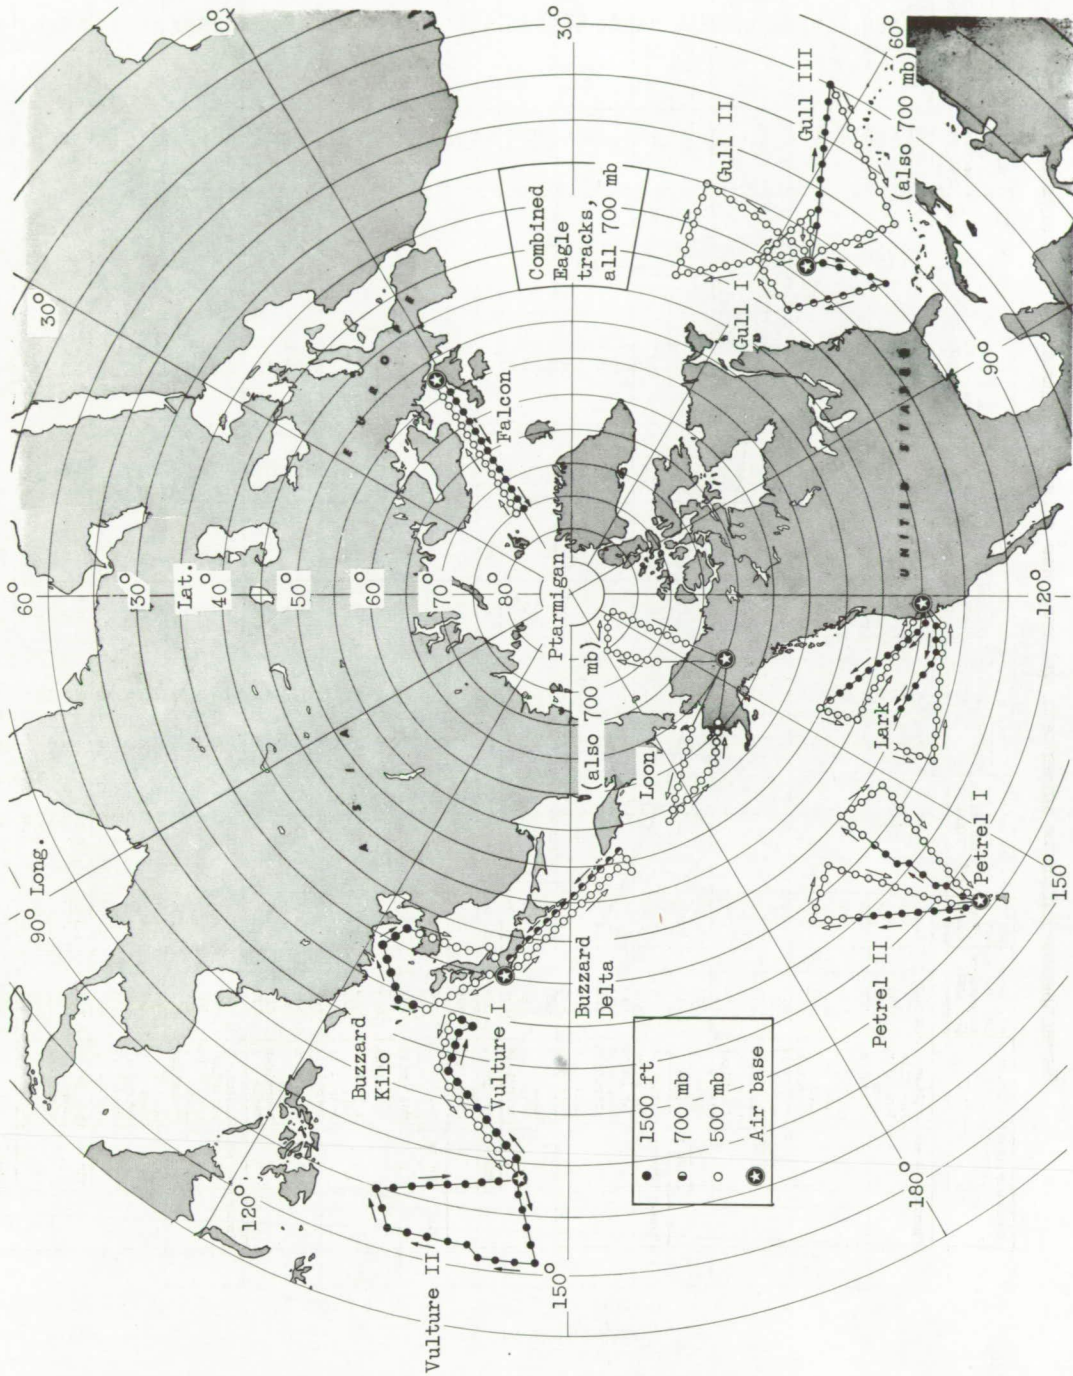 0°
30°
60°
Gull III
Gull II
(also 700 mb)
Combined
Eagle
tracks,
all 700 mb
Gull I
30°
EUROPE
Falcon
90°
UNITED STATES
60°
30°
Lat.
40°
50°
60°
70°
80°
Ptarmigan
(also 700 mb)
120°
Lark
Loon
ASIA
Long.
90°
Petrel I
150°
Petrel II
Buzzard
Delta
Buzzard
Kilo
Vulture I
1500 ft
700 mb
500 mb
Air base
120°
180°
Vulture II
150°